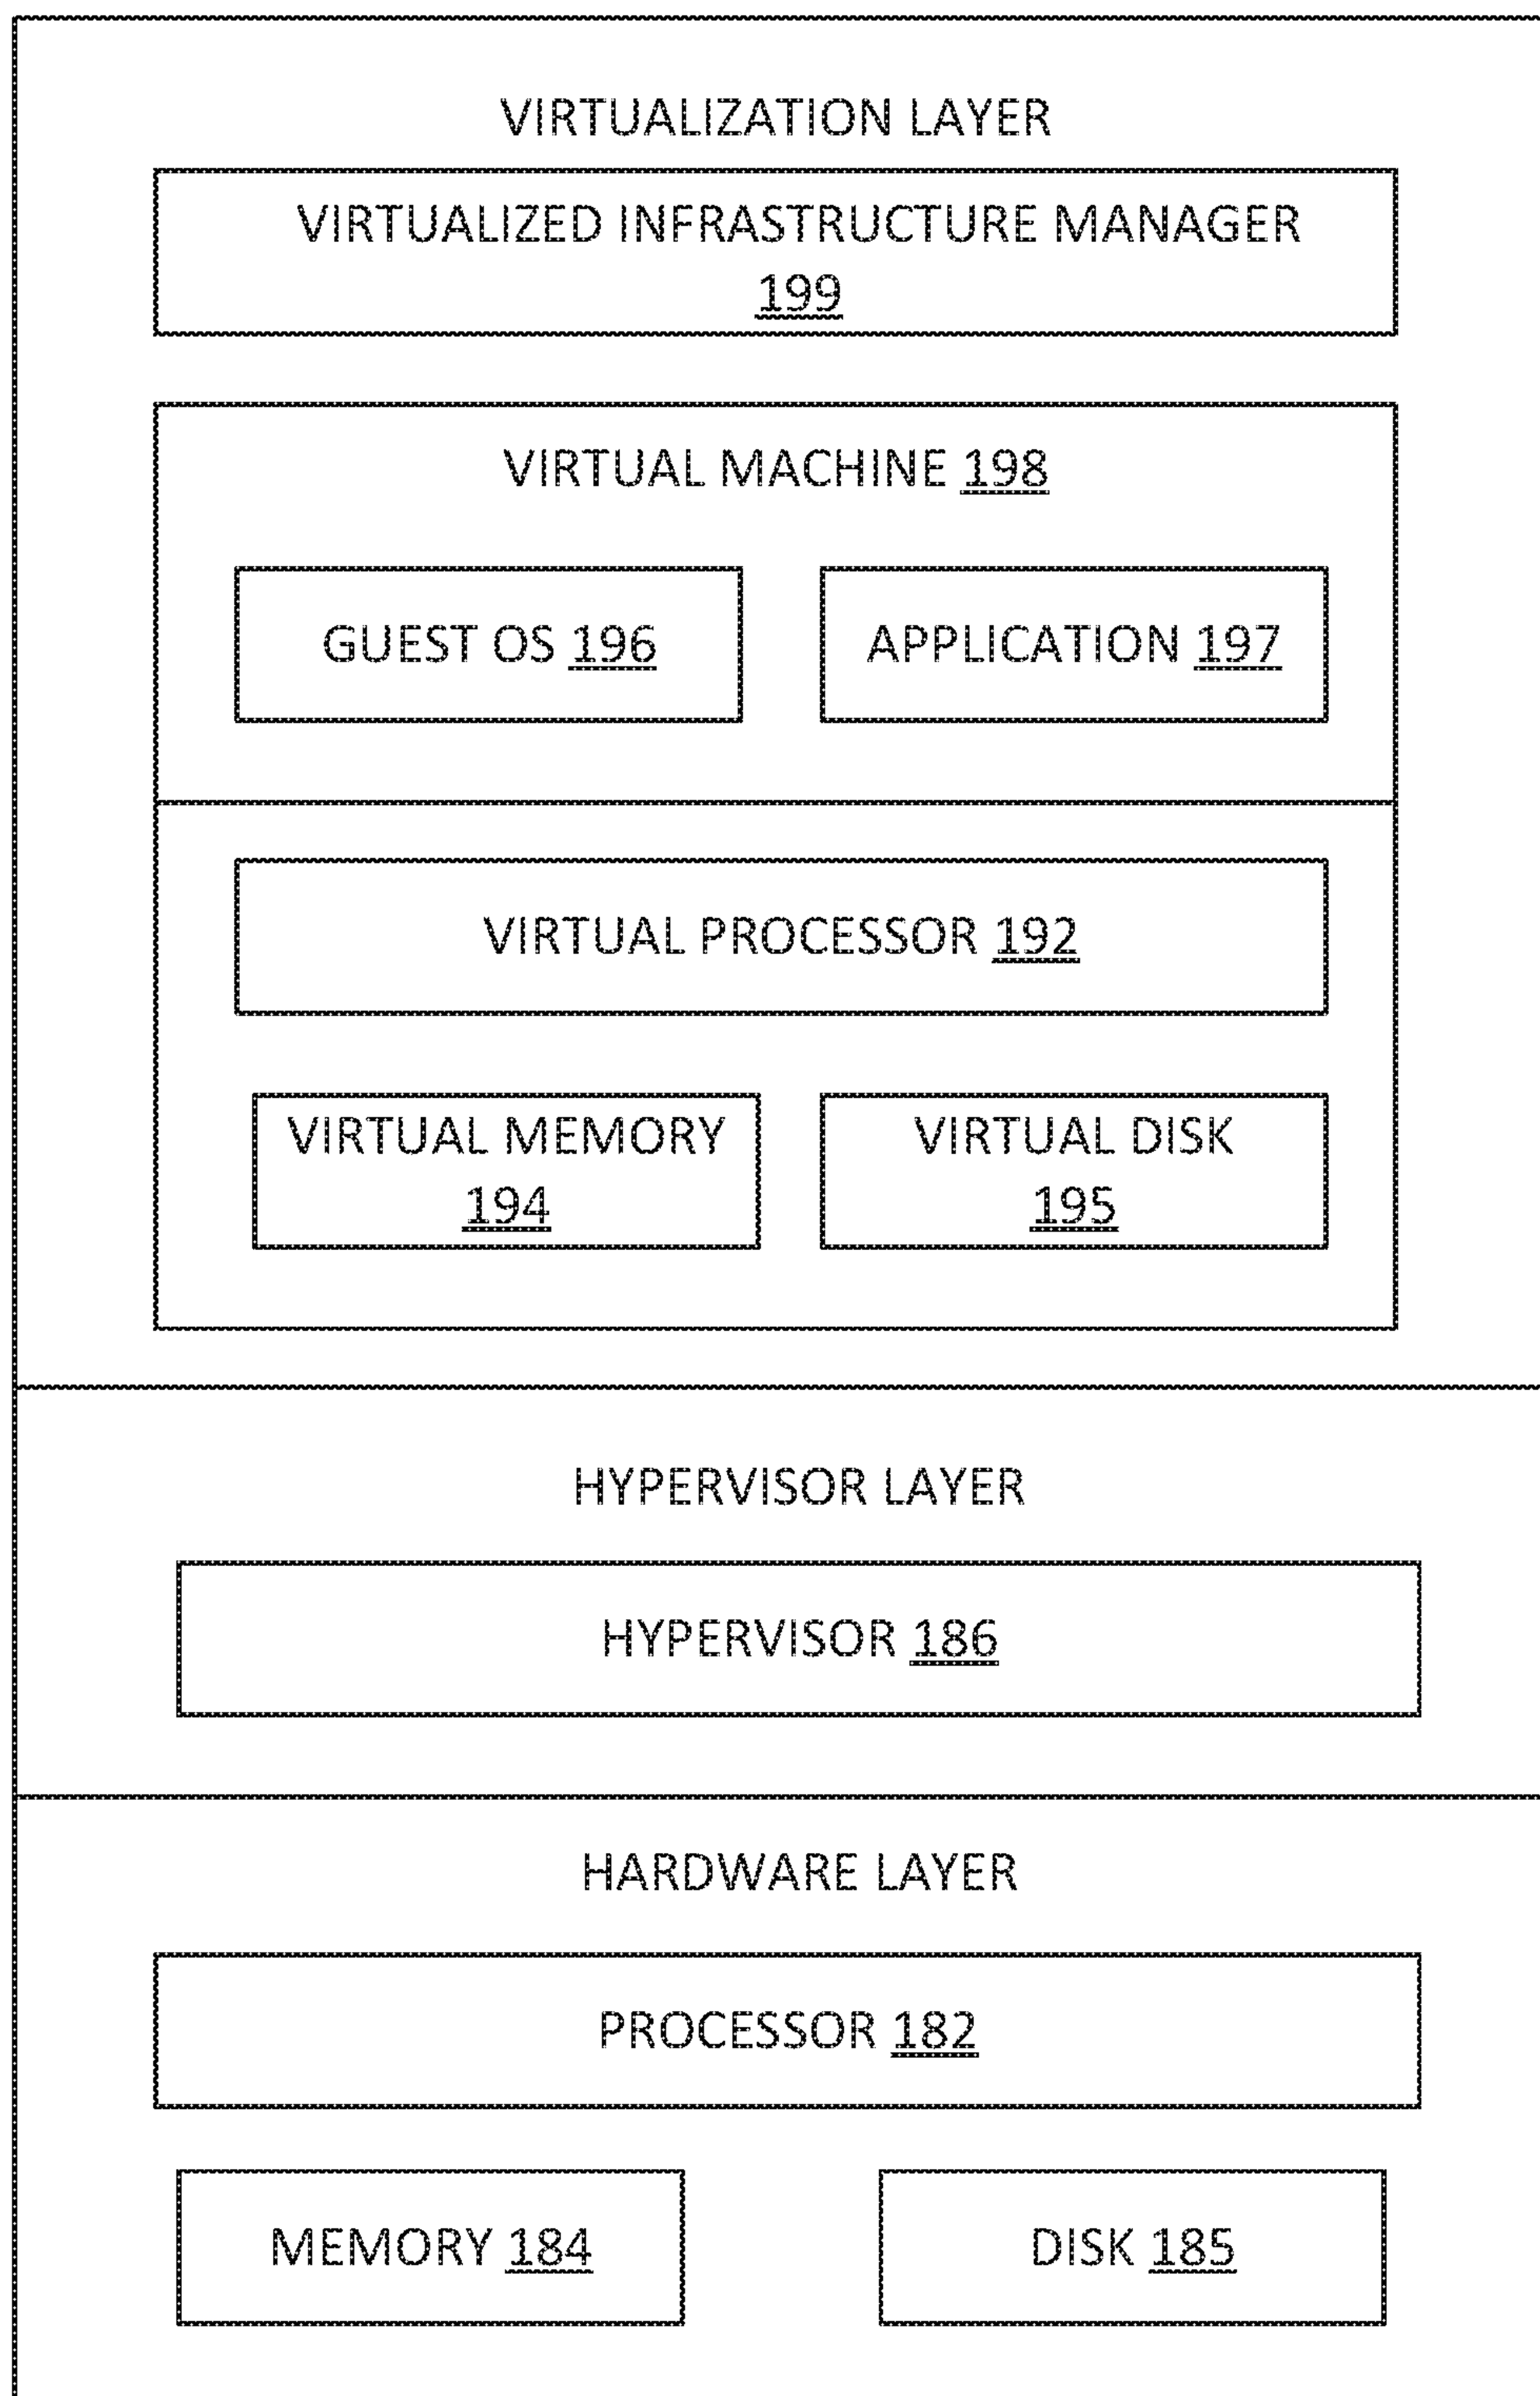 VIRTUALIZATION LAYER
VIRTUALIZED INFRASTRUCTURE MANAGER
199
VIRTUAL MACHINE 198
GUEST OS 196
APPLICATION 197
VIRTUAL PROCESSOR 192
VIRTUAL MEMORY
194
VIRTUAL DISK
195
HYPERVISOR LAYER
HYPERVISOR 186
HARDWARE LAYER
PROCESSOR 182
MEMORY 184
DISK 185